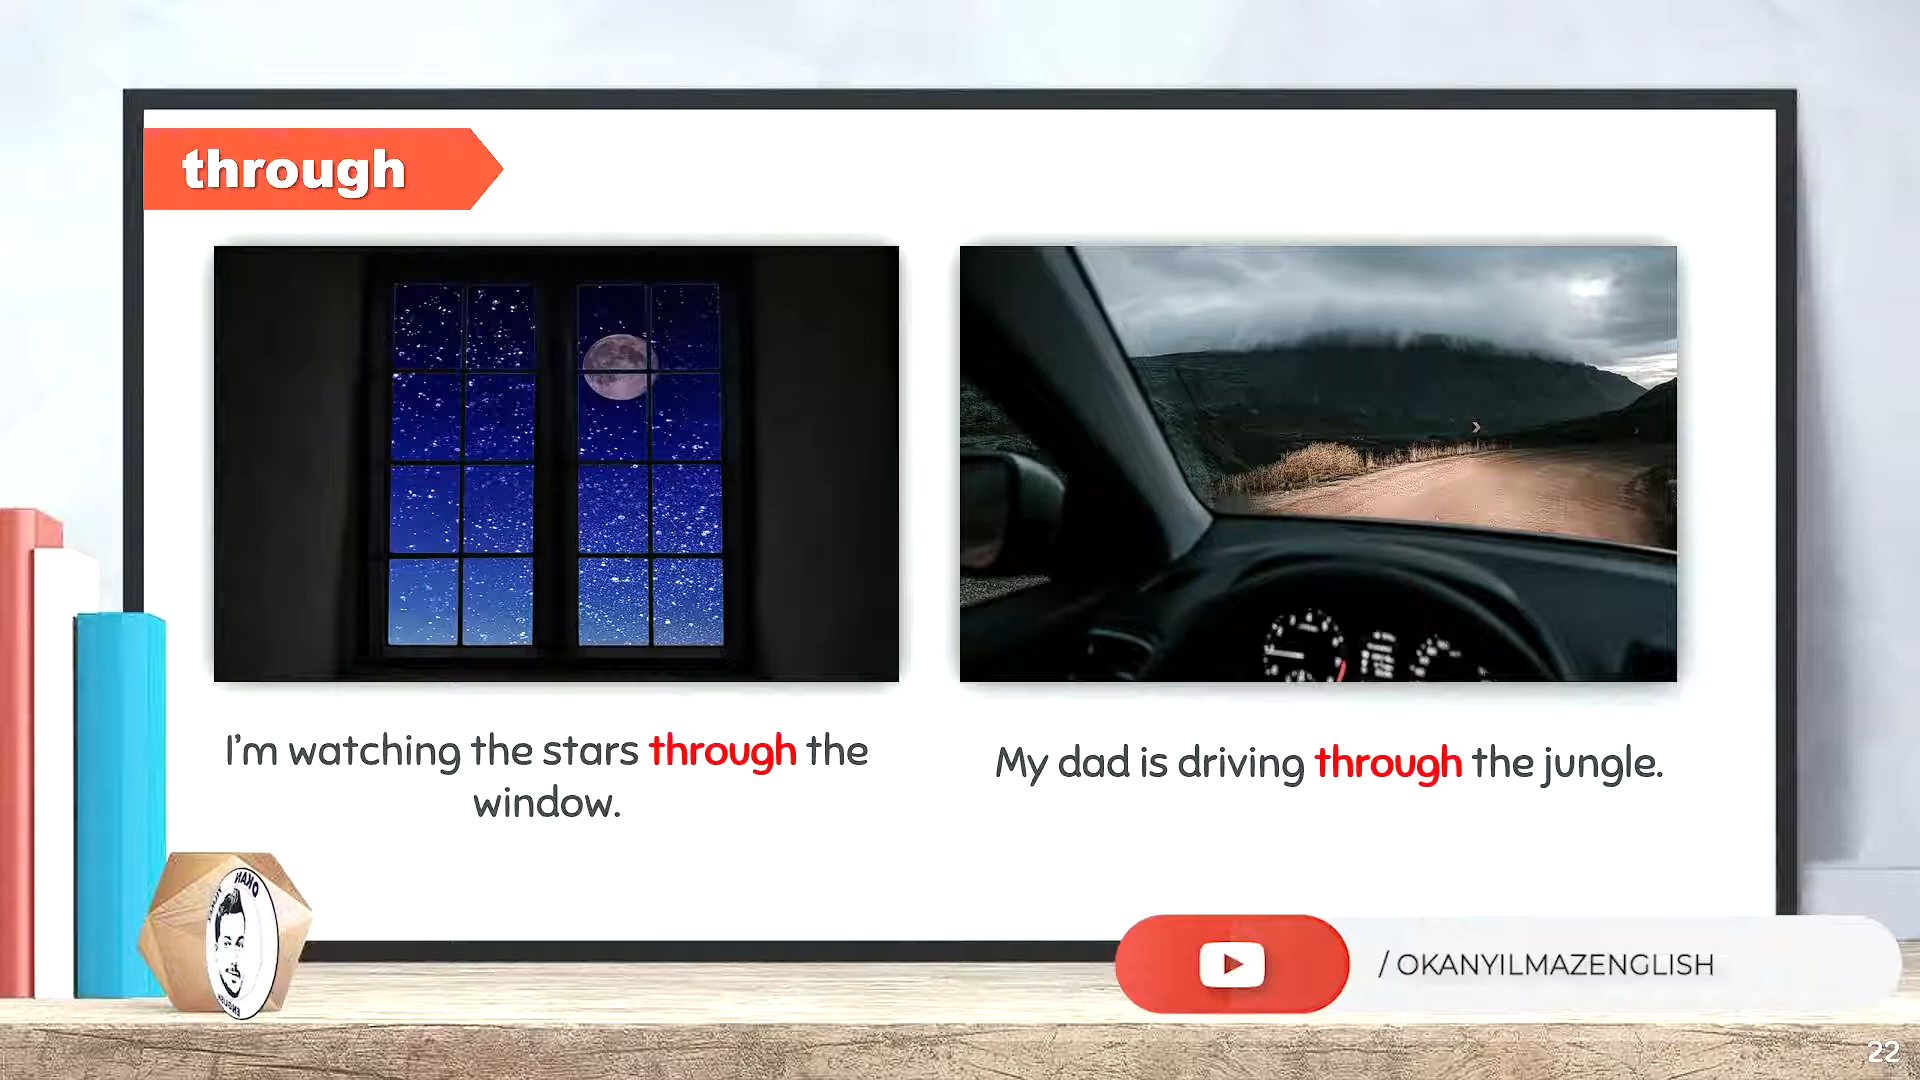 through
I'm watching the stars through the
window.
My dad is driving through the jungle.
/ OKANYILMAZENGLISH
22